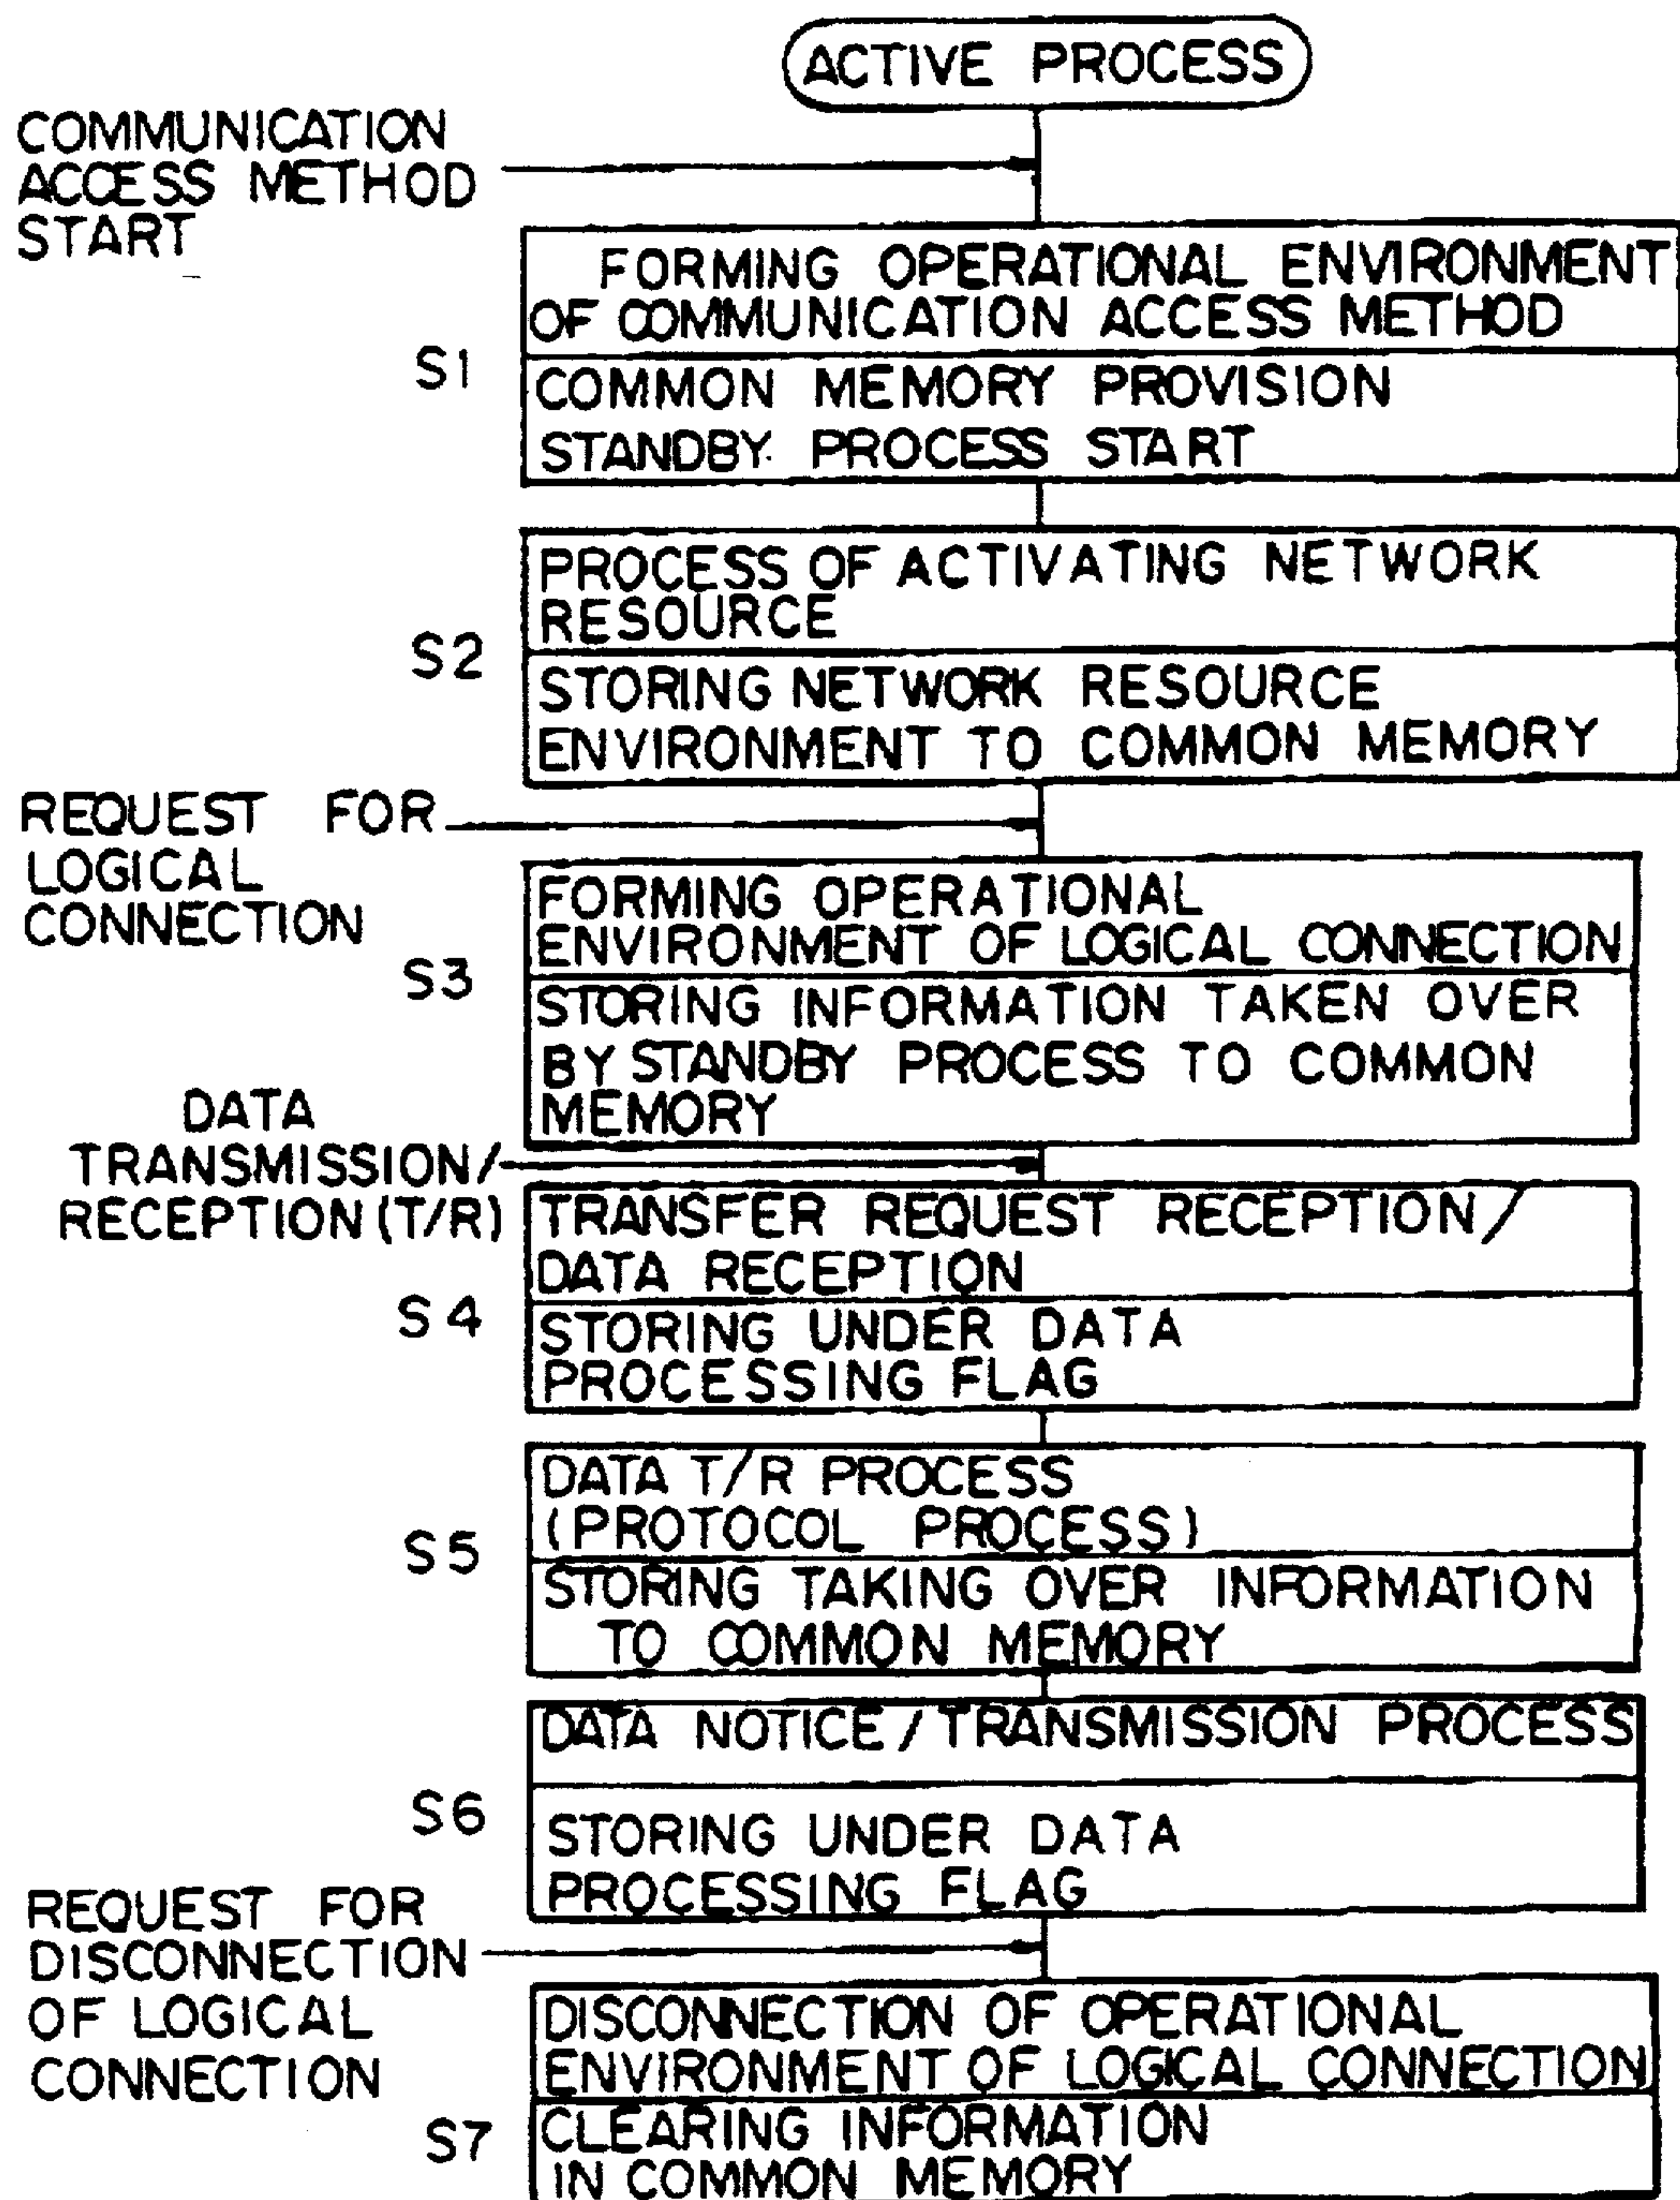 ACTIVE PROCESS
COMMUNICATION
ACCESS METHOD
START
FORMING OPERATIONAL ENVIRONMENT
OF COMMUNICATION ACCESS METHOD
S1
COMMON MEMORY PROVISION
STANDBY PROCESS START
PROCESS OF ACTIVATING NETWORK
RESOURCE
S2
STORING NETWORK RESOURCE
ENVIRONMENT TO COMMON MEMORY
REQUEST FOR
LOGICAL
CONNECTION
FORMING OPERATIONAL
ENVIRONMENT OF LOGICAL CONNECTION
S3
STORING INFORMATION TAKEN OVER
BY STANDBY PROCESS TO COMMON
MEMORY
DATA
TRANSMISSION/
RECEPTION (T/R)
TRANSFER REQUEST RECEPTION/
DATA RECEPTION
S4
STORING UNDER DATA
PROCESSING FLAG
DATA T/R PROCESS
(PROTOCOL PROCESS)
S5
STORING TAKING OVER INFORMATION
TO COMMON MEMORY
DATA NOTICE/TRANSMISSION PROCESS
S6
STORING UNDER DATA
PROCESSING FLAG
REQUEST FOR
DISCONNECTION
OF LOGICAL
CONNECTION
DISCONNECTION OF OPERATIONAL
ENVIRONMENT OF LOGICAL CONNECTION
S7
CLEARING INFORMATION
IN COMMON MEMORY